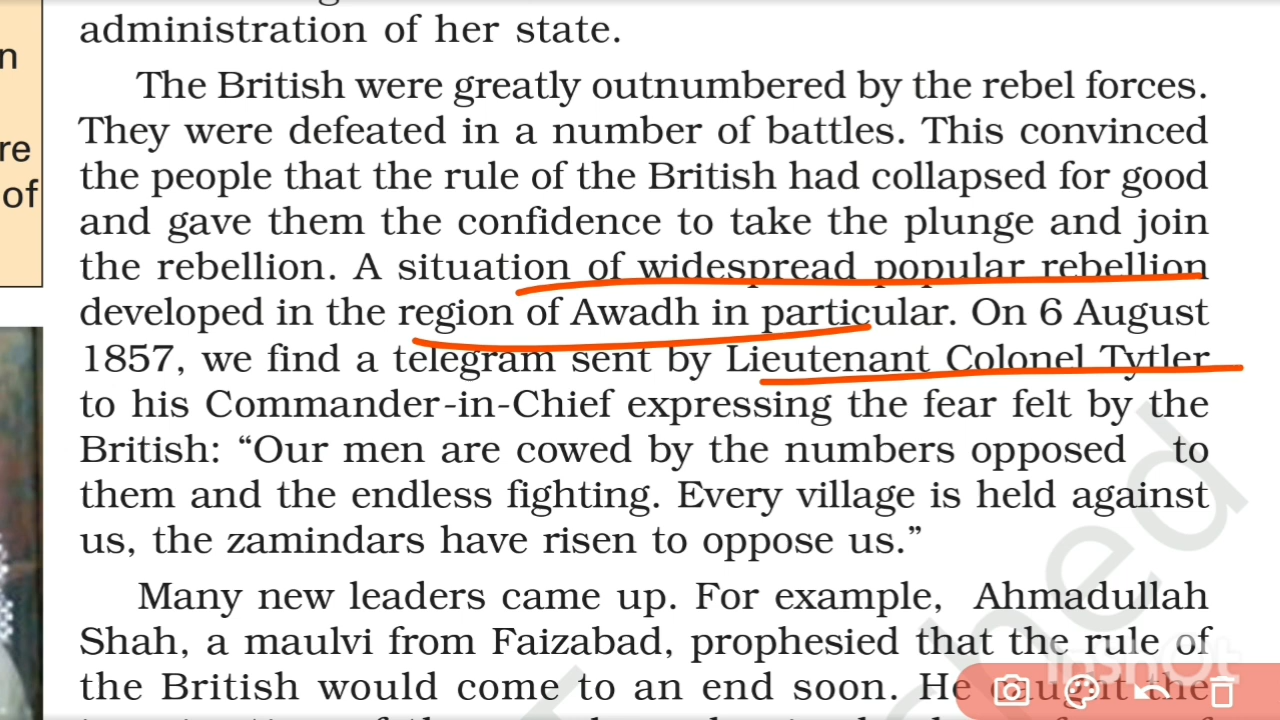 administration of her state.
n
The British were greatly outnumbered by the rebel forces.
They were defeated in a number of battles. This convinced
re
the people that the rule of the British had collapsed for good
of
and gave them the confidence to take the plunge and join
the rebellion. A situation of widespread popular rebellion
developed in the region of Awadh in particular. On 6 August
1857, we find a telegram sent by Lieutenant Colonel Tytler
to his Commander-in-Chief expressing the fear felt by the
British: “Our men are cowed by the numbers opposed to
them and the endless fighting. Every village is held against
us, the zamindars have risen to oppose us.”
Many new leaders came up. For example, Ahmadullah
Shah, a maulvi from Faizabad, prophesied that the rule of
the British would come to an end soon. He caught the
hed
InShOt